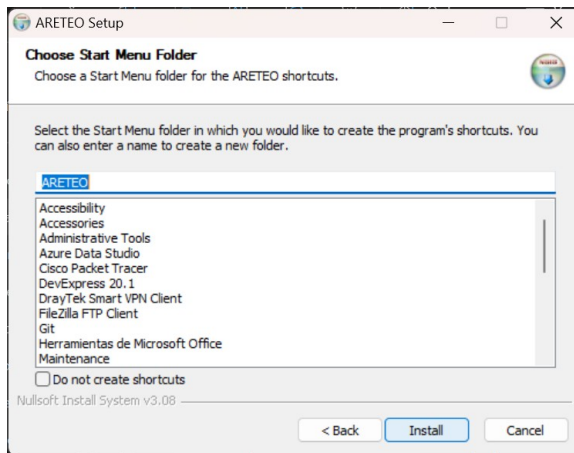 ARETEO Setup
Choose Start Menu Folder
Choose a Start Menu folder for the ARETEO shortcuts.
Select the Start Menu folder in which you would like to create the program's shortcuts. You
can also enter a name to create a new folder.
ARETEO
Accessibility
Accessories
Administrative Tools
Azure Data Studio
Cisco Packet Tracer
DevExpress 20.1
DrayTek Smart VPN Client
FileZilla FTP Client
Git
Herramientas de Microsoft Office
Maintenance
Do not create shortcuts
Nullsoft Install System v3.08
< Back Install Cancel